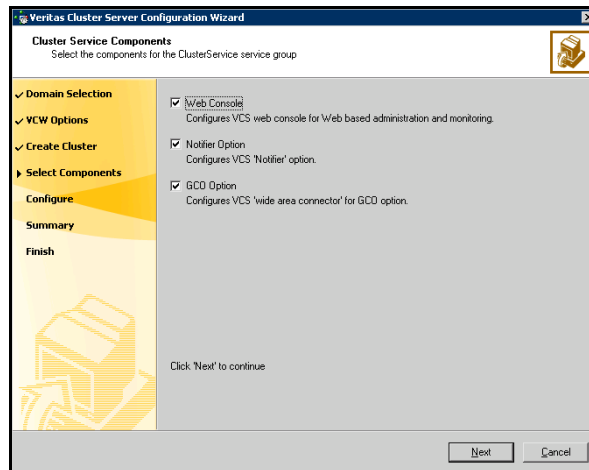 Veritas Cluster Server Configuration Wizard
Cluster Service Components
Select the components for the ClusterService service group
Domain Selection
VCW Options
Create Cluster
Select Components
Configure
Summary
Finish
Web Console
Configures VCS web console for Web based administration and monitoring.
Notifier Option
Configures VCS 'Notifier' option.
GCO Option
Configures VCS 'wide area connector' for GCO option.
Click 'Next' to continue
Next
Cancel